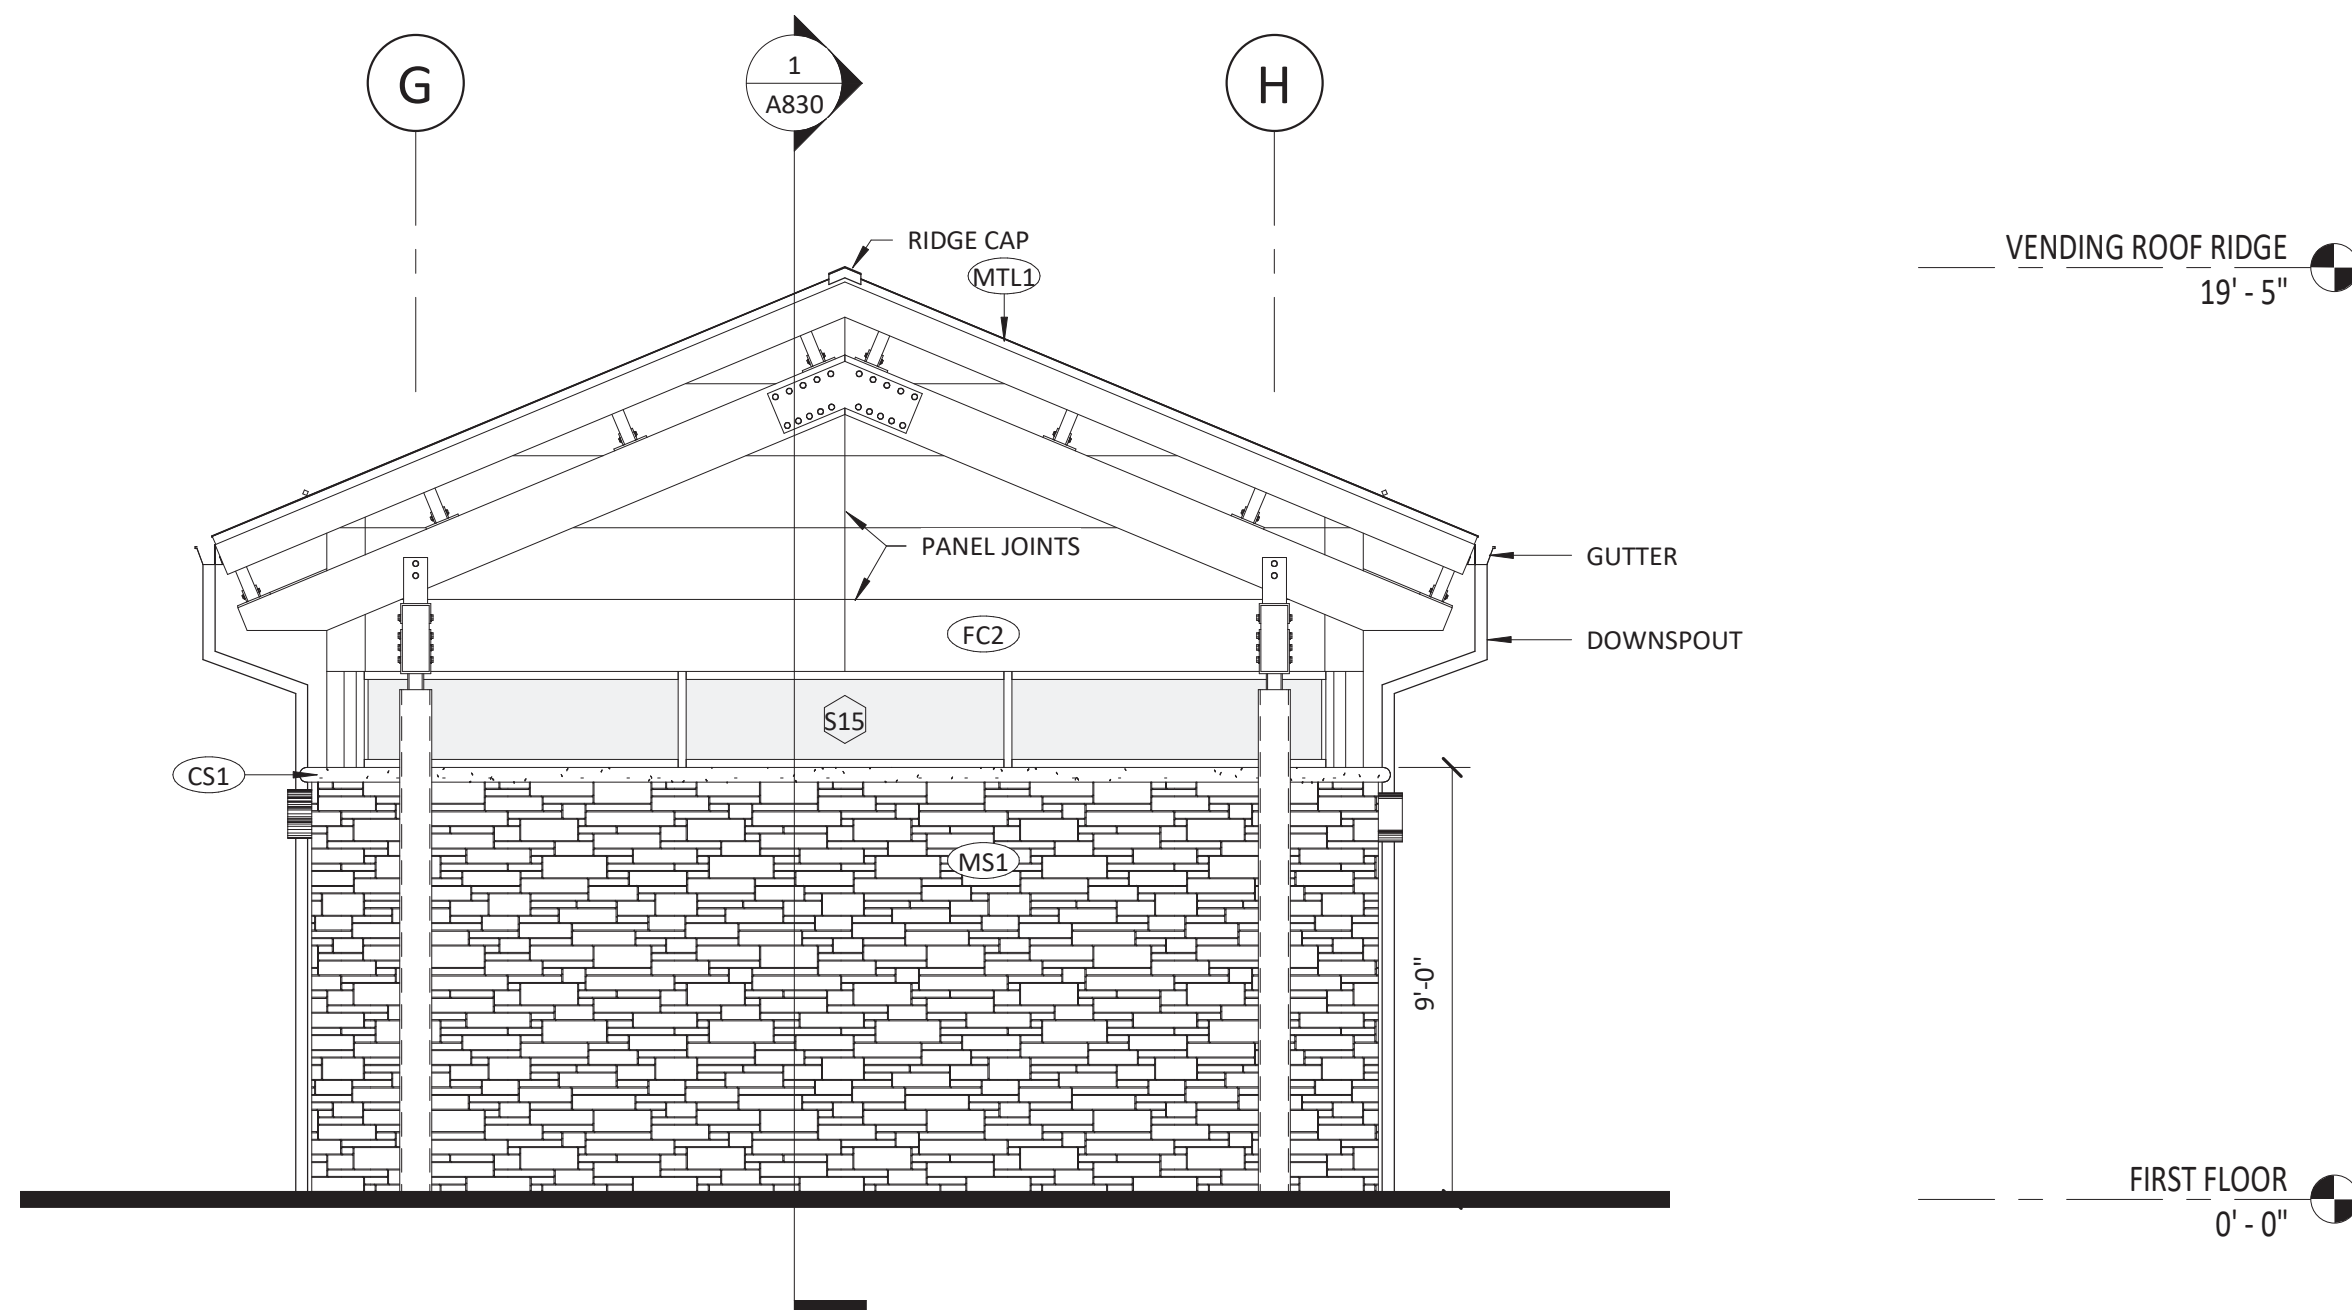 G
1
A830
H
RIDGE CAP
MTL1
VENDING ROOF RIDGE
19' - 5"
PANEL JOINTS
GUTTER
FC2
DOWNSPOUT
S15
CS1
MS1
9'-0"
FIRST FLOOR
0' - 0"